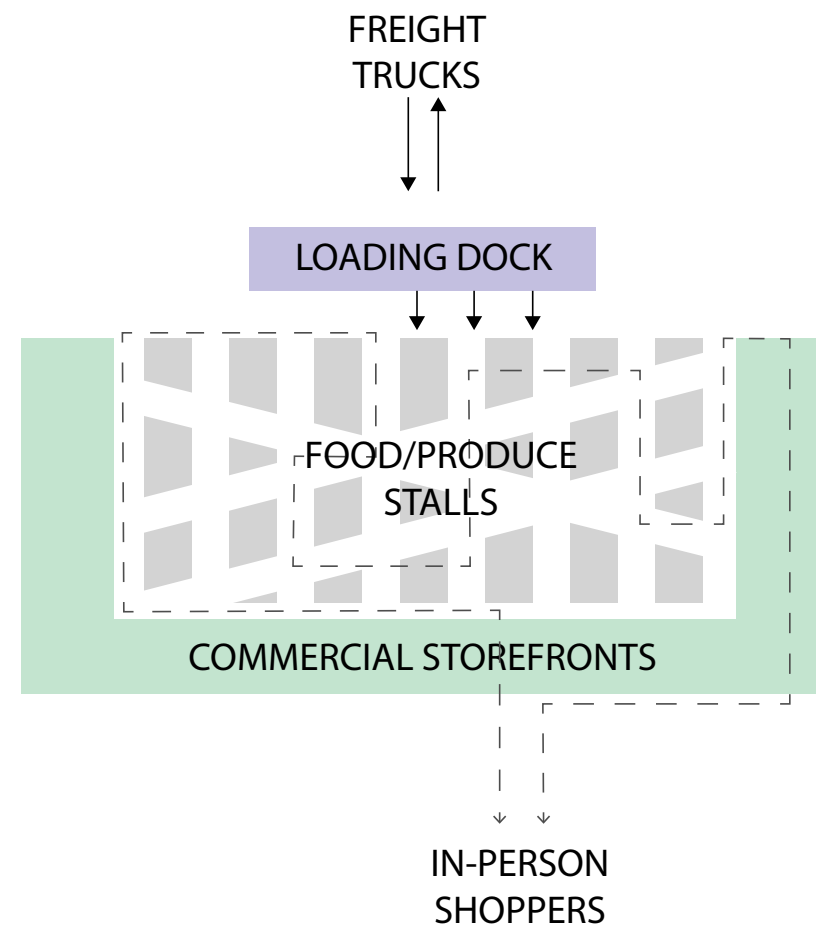 FREIGHT
TRUCKS
LOADING DOCK
FOOD/PRODUCE
STALLS
COMMERCIAL STOREFRONTS
IN-PERSON
SHOPPERS